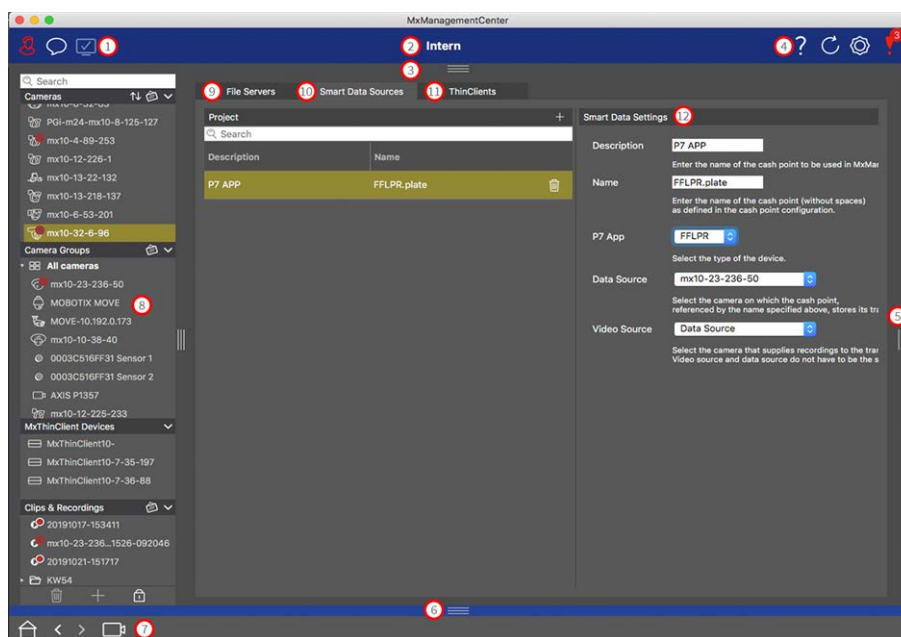 MxManagementCenter
1
2 Intern
4 ?
3
3
Search
Cameras
PGi-m24-mx10-8-125-127
mx10-4-89-253
mx10-12-226-1
mx10-13-22-132
mx10-13-218-137
mx10-6-53-201
mx10-32-6-96
Camera Groups
All cameras
mx10-23-236-50
MOBOTIX MOVE
8
MOVE-10.192.0.173
mx10-10-38-40
0003C516FF31 Sensor 1
0003C516FF31 Sensor 2
AXIS P1357
mx10-12-225-233
MxThinClient Devices
MxThinClient10-
MxThinClient10-7-35-197
MxThinClient10-7-36-88
Clips & Recordings
20191017-153411
mx10-23-236...1526-092046
20191021-151717
KW54
9 File Servers 10 Smart Data Sources 11 ThinClients
Project +
Search
Description Name
P7 APP FFLPR.plate
Smart Data Settings 12
Description P7 APP
Enter the name of the cash point to be used in MxMan
Name FFLPR.plate
Enter the name of the cash point (without spaces)
as defined in the cash point configuration.
P7 App FFLPR
Select the type of the device.
Data Source mx10-23-236-50
Select the camera on which the cash point,
referenced by the name specified above, stores its tra
Video Source Data Source
Select the camera that supplies recordings to the tran
Video source and data source do not have to be the s
5
6
7